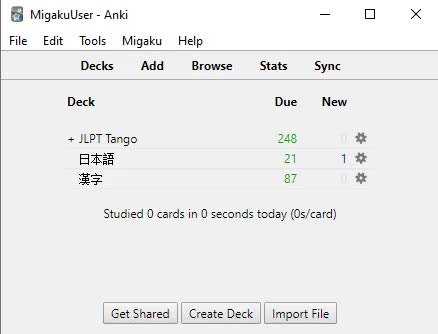 MigakuUser - Anki
File Edit Tools Migaku Help
Decks Add Browse Stats Sync
Deck Due New
+ JLPT Tango 248 0
日本語 21 1
漢字 87 0
Studied 0 cards in 0 seconds today (0s/card)
Get Shared Create Deck Import File